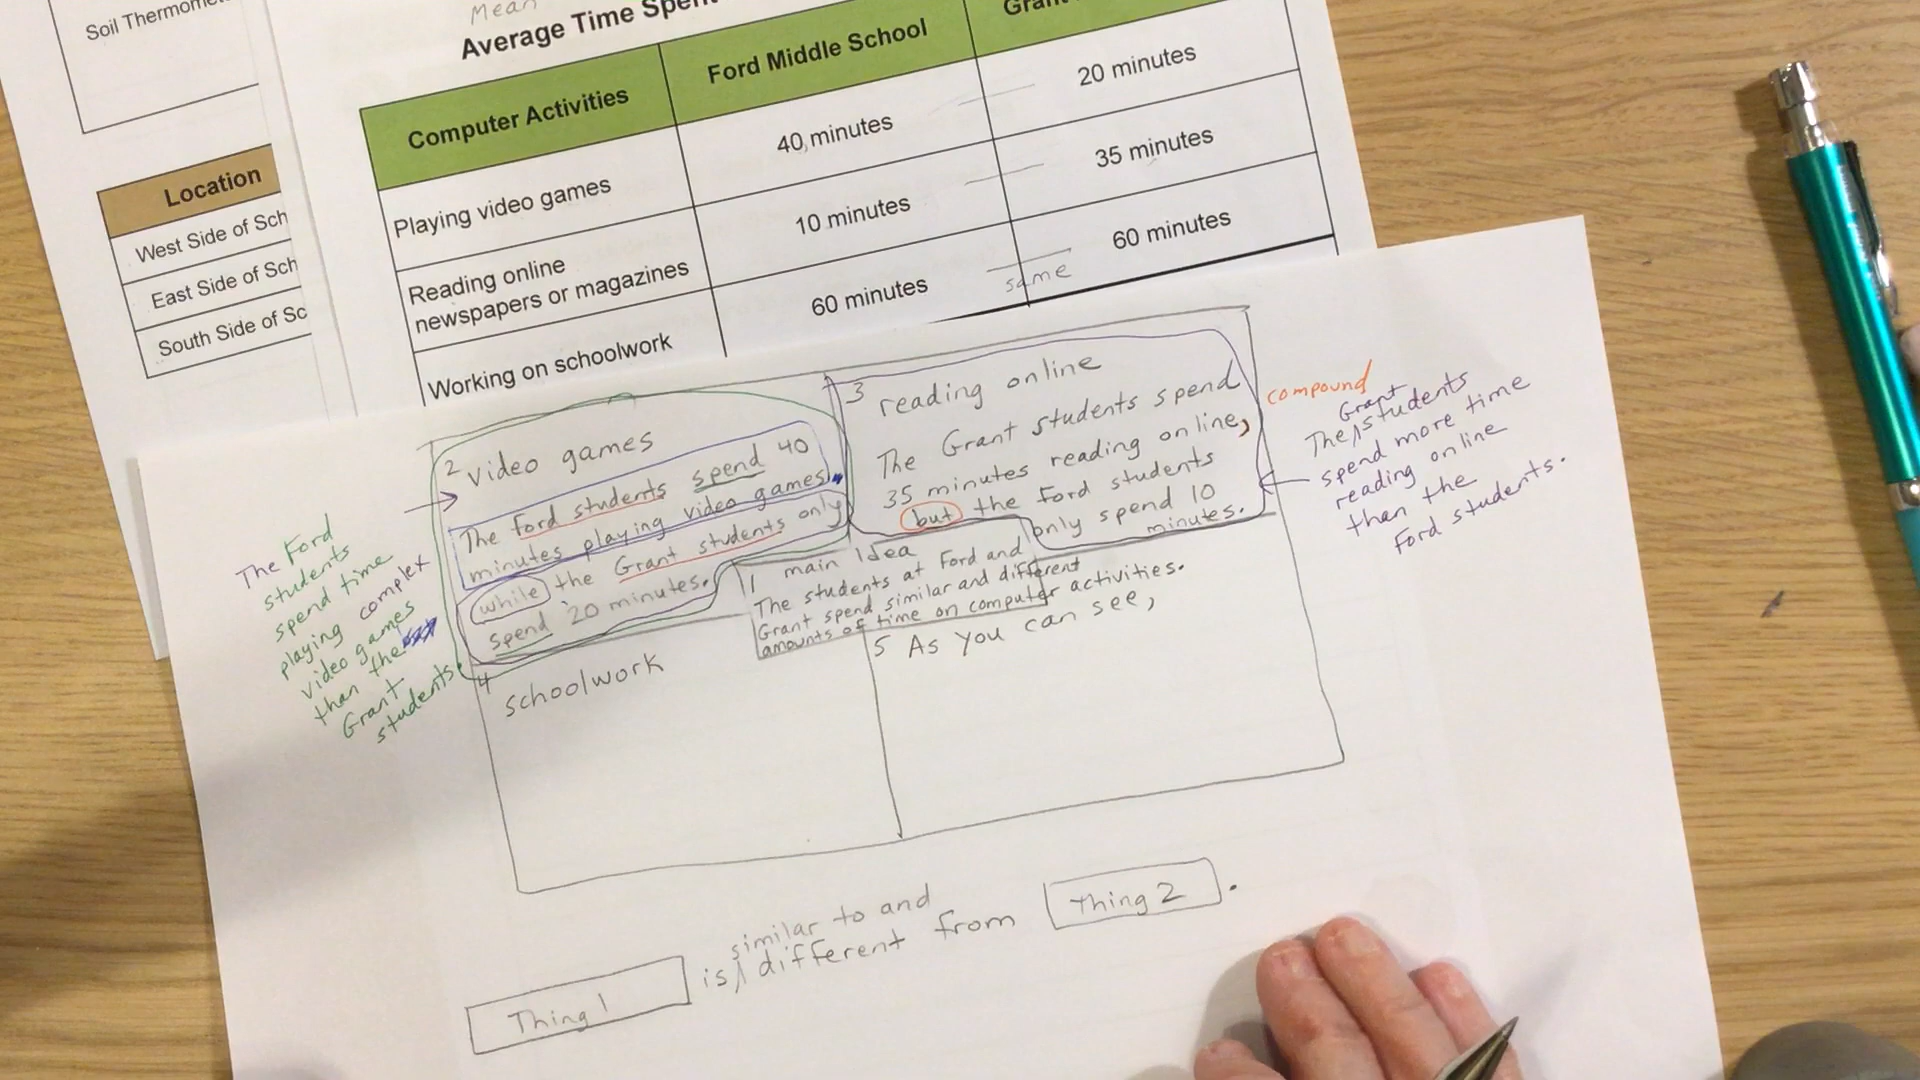 Soil Thermome
Mean
Average Time Spent
Computer Activities
Ford Middle School
Grant
Playing video games
40 minutes
20 minutes
Reading online
newspapers or magazines
10 minutes
35 minutes
Working on schoolwork
60 minutes
same
60 minutes
Location
West Side of Sch
East Side of Sch
South Side of Sc
2 video games
The Ford students spend 40
minutes playing video games.
while the Grant students only
spend 20 minutes.
3 reading online
The Grant students spend
35 minutes reading online,
but the Ford students
only spend 10
minutes.
compound
Grant
The students
spend more time
reading online
than the
Ford students.
The Ford
students
spend time
playing complex
video games
than the
Grant
students.
1 main idea
The students at Ford and
Grant spend similar and different
amounts of time on computer activities.
4 schoolwork
5 As you can see,
similar to and
Thing 1 is different from Thing 2.